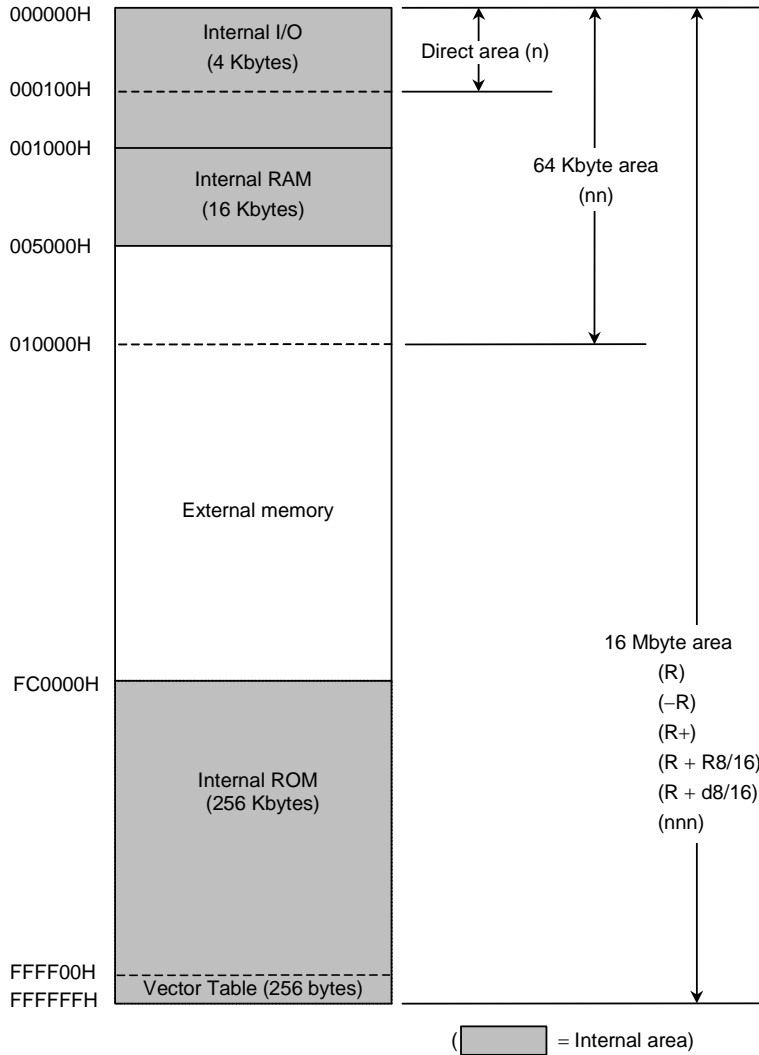 000000H
Internal I/O
(4 Kbytes)
Direct area (n)
000100H
001000H
64 Kbyte area
(nn)
Internal RAM
(16 Kbytes)
005000H
010000H
External memory
16 Mbyte area
(R)
(−R)
(R+)
(R + R8/16)
(R + d8/16)
(nnn)
FC0000H
Internal ROM
(256 Kbytes)
FFFF00H
Vector Table (256 bytes)
FFFFFFH
( = Internal area)